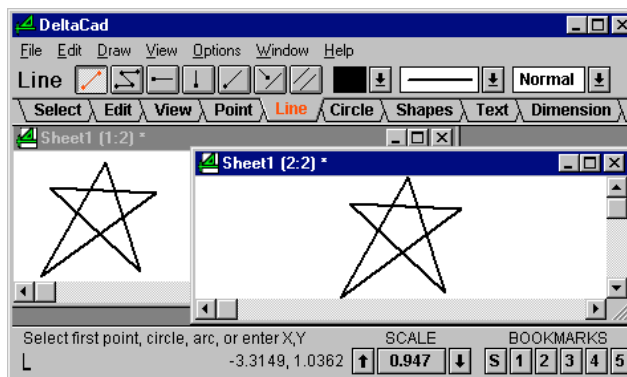 DeltaCad
File Edit Draw View Options Window Help
Line Normal
Select Edit View Point Line Circle Shapes Text Dimension
Sheet1 (1:2) *
Sheet1 (2:2) *
Select first point, circle, arc, or enter X,Y SCALE BOOKMARKS
L -3.3149, 1.0362 0.947 S 1 2 3 4 5